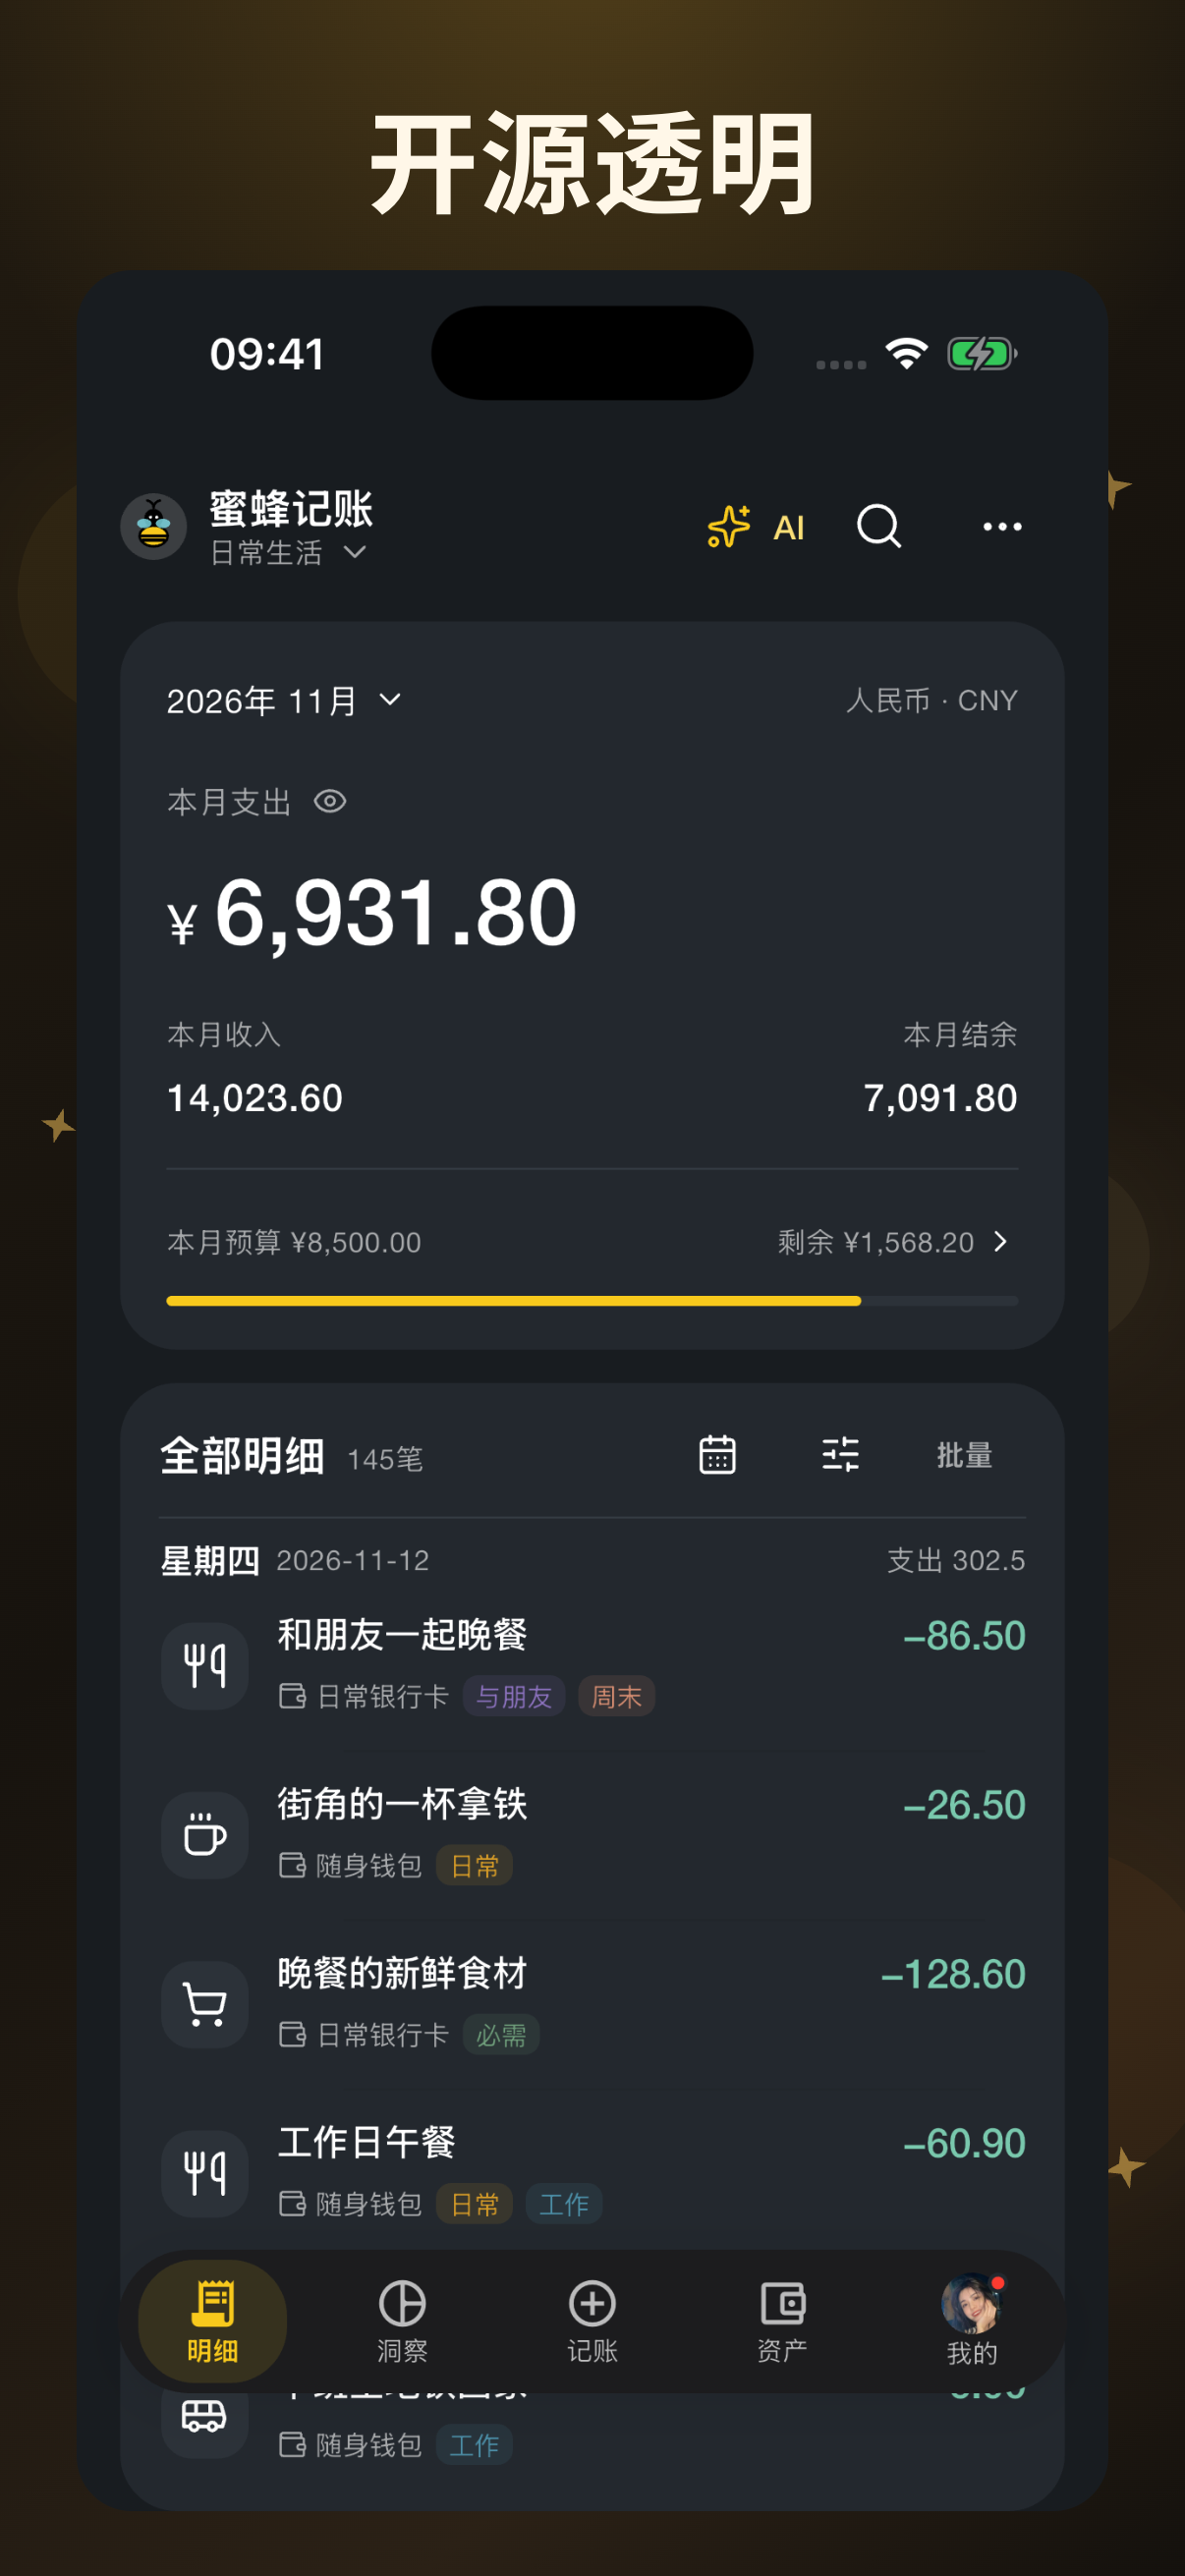 开源透明
09:41
蜜蜂记账
日常生活
AI
2026年 11月
人民币 · CNY
本月支出
¥ 6,931.80
本月收入
本月结余
14,023.60
7,091.80
本月预算 ¥8,500.00
剩余 ¥1,568.20
全部明细 145笔
批量
星期四 2026-11-12
支出 302.5
和朋友一起晚餐
–86.50
日常银行卡 与朋友 周末
街角的一杯拿铁
–26.50
随身钱包 日常
晚餐的新鲜食材
–128.60
日常银行卡 必需
工作日午餐
–60.90
随身钱包 日常 工作
明细
洞察
记账
资产
我的
随身钱包 工作